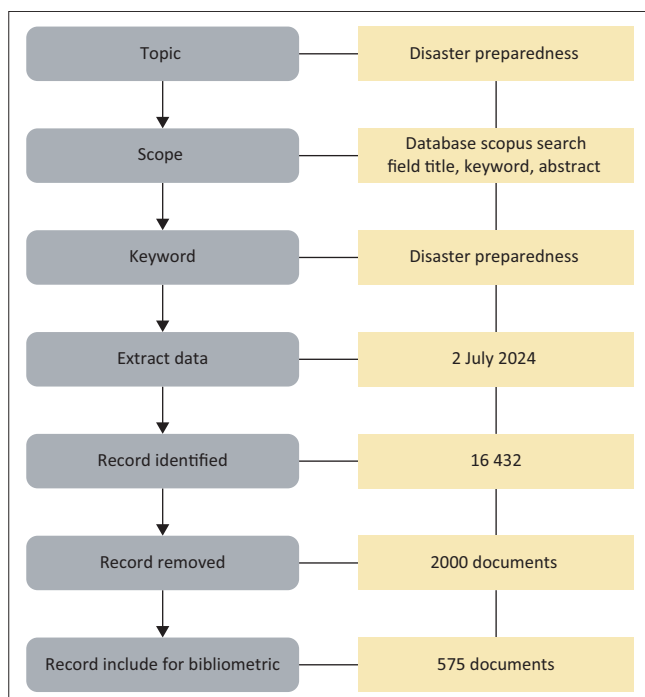 Topic
Disaster preparedness
Scope
Database scopus search
field title, keyword, abstract
Keyword
Disaster preparedness
Extract data
2 July 2024
Record identified
16 432
Record removed
2000 documents
Record include for bibliometric
575 documents